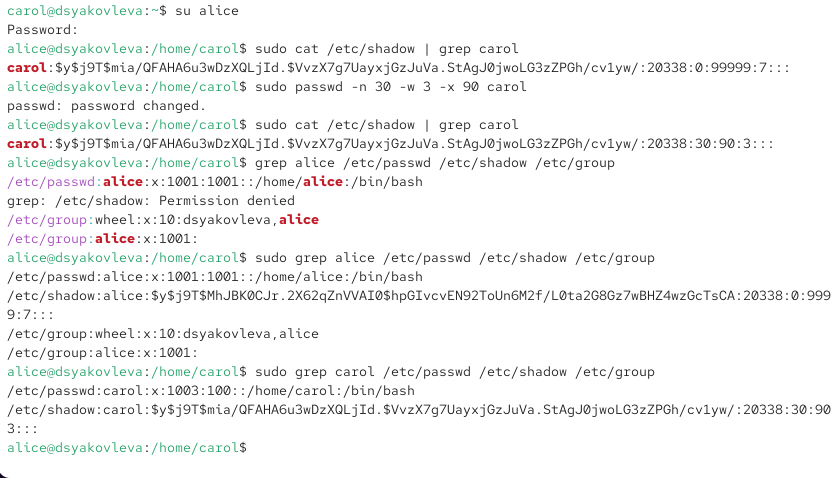 carol@dsyakovleva:~$ su alice
Password:
alice@dsyakovleva:/home/carol$ sudo cat /etc/shadow | grep carol
carol:$y$j9T$mia/QFAHA6u3wDzXQLjId.$VvzX7g7UayxjGzJuVa.StAgJ0jwoLG3zZPGh/cv1yw/:20338:0:99999:7:::
alice@dsyakovleva:/home/carol$ sudo passwd -n 30 -w 3 -x 90 carol
passwd: password changed.
alice@dsyakovleva:/home/carol$ sudo cat /etc/shadow | grep carol
carol:$y$j9T$mia/QFAHA6u3wDzXQLjId.$VvzX7g7UayxjGzJuVa.StAgJ0jwoLG3zZPGh/cv1yw/:20338:30:90:3:::
alice@dsyakovleva:/home/carol$ grep alice /etc/passwd /etc/shadow /etc/group
/etc/passwd:alice:x:1001:1001::/home/alice:/bin/bash
grep: /etc/shadow: Permission denied
/etc/group:wheel:x:10:dsyakovleva,alice
/etc/group:alice:x:1001:
alice@dsyakovleva:/home/carol$ sudo grep alice /etc/passwd /etc/shadow /etc/group
/etc/passwd:alice:x:1001:1001::/home/alice:/bin/bash
/etc/shadow:alice:$y$j9T$MhJBK0CJr.2X62qZnVVAI0$hpGIvcvEN92ToUn6M2f/L0ta2G8Gz7wBHZ4wzGcTsCA:20338:0:999
9:7:::
/etc/group:wheel:x:10:dsyakovleva,alice
/etc/group:alice:x:1001:
alice@dsyakovleva:/home/carol$ sudo grep carol /etc/passwd /etc/shadow /etc/group
/etc/passwd:carol:x:1003:100::/home/carol:/bin/bash
/etc/shadow:carol:$y$j9T$mia/QFAHA6u3wDzXQLjId.$VvzX7g7UayxjGzJuVa.StAgJ0jwoLG3zZPGh/cv1yw/:20338:30:90
3:::
alice@dsyakovleva:/home/carol$